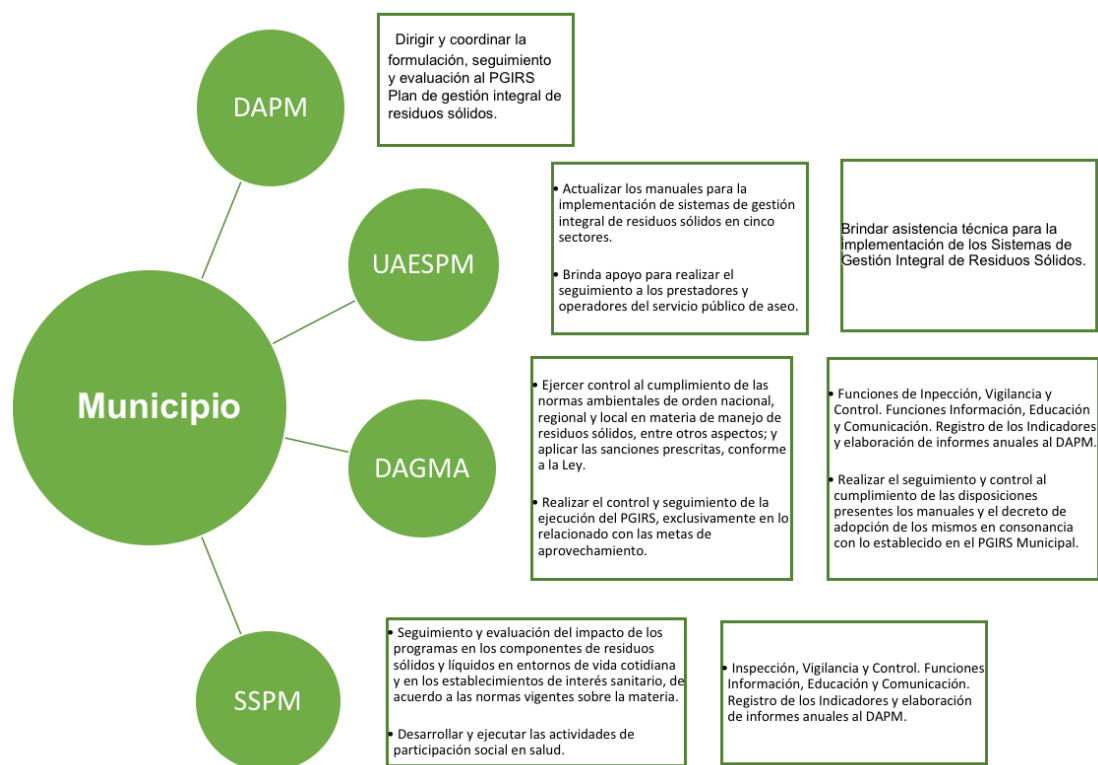 DAPM
Dirigir y coordinar la
formulación, seguimiento
y evaluación al PGIRS
Plan de gestión integral de
residuos sólidos.
UAESPM
• Actualizar los manuales para la
implementación de sistemas de gestión
integral de residuos sólidos en cinco
sectores.
• Brinda apoyo para realizar el
seguimiento a los prestadores y
operadores del servicio público de aseo.
Brindar asistencia técnica para la
implementación de los Sistemas de
Gestión Integral de Residuos Sólidos.
Municipio
DAGMA
• Ejercer control al cumplimiento de las
normas ambientales de orden nacional,
regional y local en materia de manejo de
residuos sólidos, entre otros aspectos; y
aplicar las sanciones prescritas, conforme
a la Ley.
• Realizar el control y seguimiento de la
ejecución del PGIRS, exclusivamente en lo
relacionado con las metas de
aprovechamiento.
• Funciones de Inpección, Vigilancia y
Control. Funciones Información, Educación
y Comunicación. Registro de los Indicadores
y elaboración de informes anuales al DAPM.
• Realizar el seguimiento y control al
cumplimiento de las disposiciones
presentes los manuales y el decreto de
adopción de los mismos en consonancia
con lo establecido en el PGIRS Municipal.
SSPM
• Seguimiento y evaluación del impacto de los
programas en los componentes de residuos
sólidos y líquidos en entornos de vida cotidiana
y en los establecimientos de interés sanitario, de
acuerdo a las normas vigentes sobre la materia.
• Desarrollar y ejecutar las actividades de
participación social en salud.
• Inspección, Vigilancia y Control. Funciones
Información, Educación y Comunicación.
Registro de los Indicadores y elaboración
de informes anuales al DAPM.